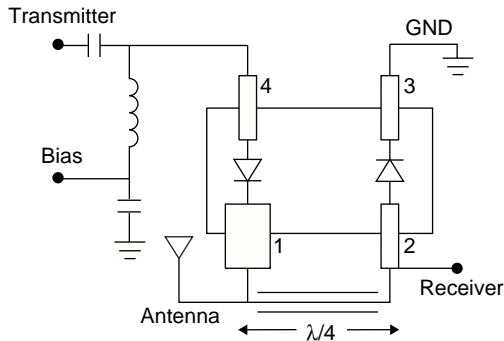 Transmitter
GND
4
3
Bias
1
2
Antenna
Receiver
λ/4